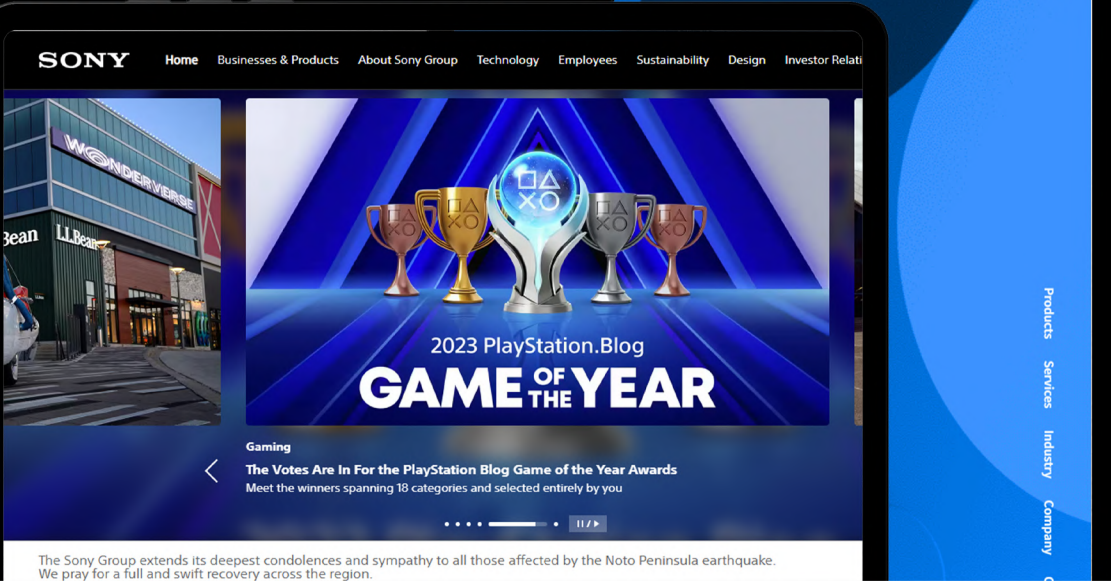 SONY
Home Businesses & Products About Sony Group Technology Employees Sustainability Design Investor Relati
WONDERVERSE
Bean L.L.Bean
2023 PlayStation.Blog
GAME OF THE YEAR
Gaming
The Votes Are In For the PlayStation Blog Game of the Year Awards
Meet the winners spanning 18 categories and selected entirely by you
The Sony Group extends its deepest condolences and sympathy to all those affected by the Noto Peninsula earthquake.
We pray for a full and swift recovery across the region.
Products Services Industry Company